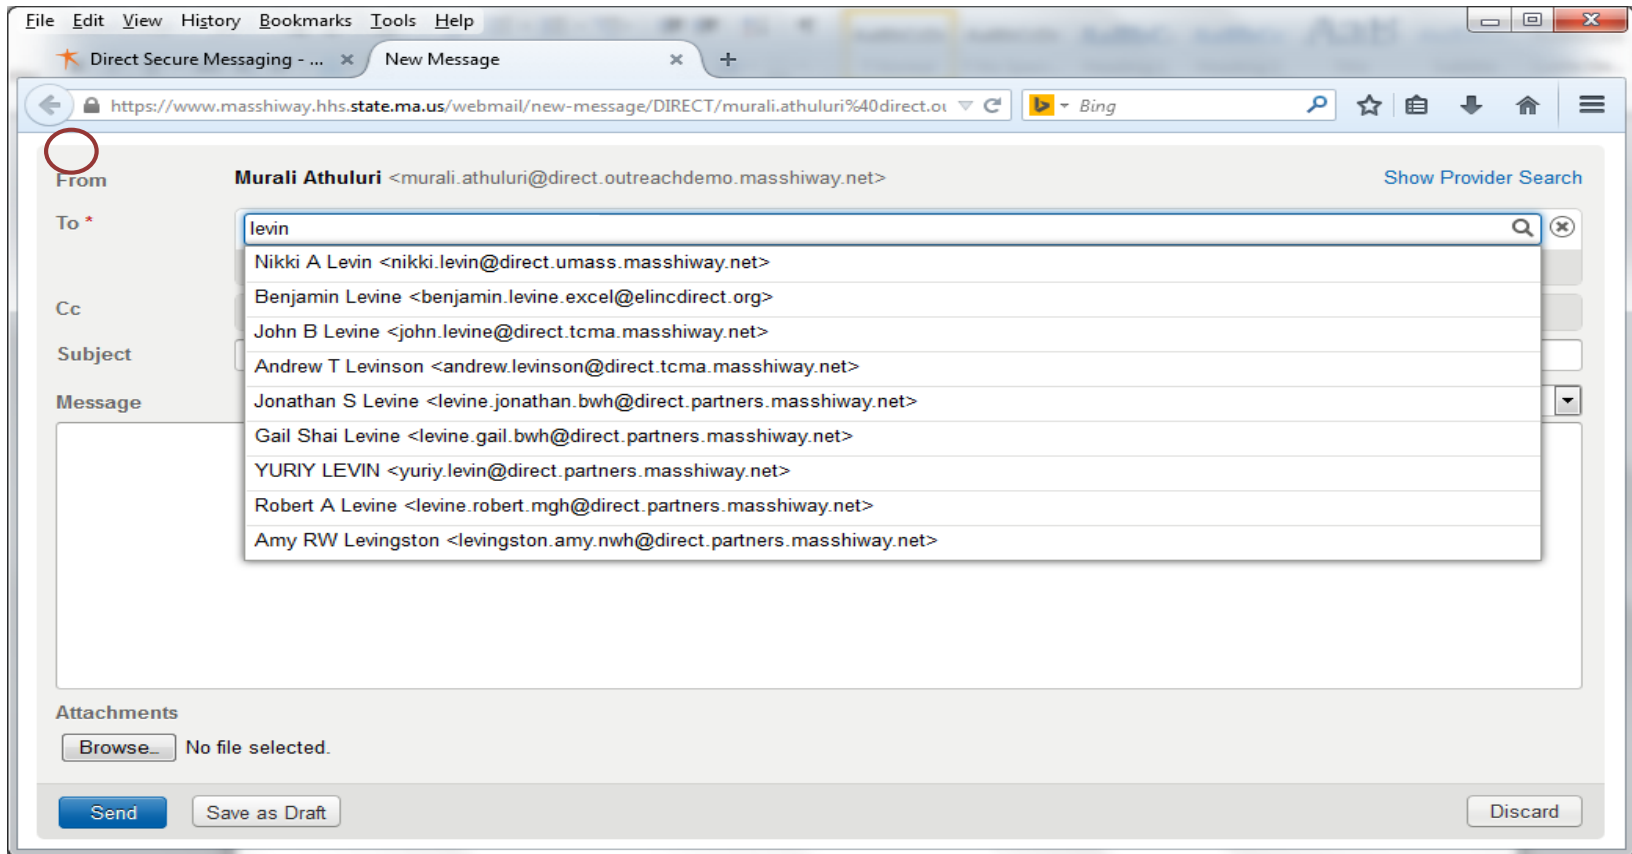 File Edit View History Bookmarks Tools Help
Direct Secure Messaging - ... New Message
https://www.masshiway.hhs.state.ma.us/webmail/new-message/DIRECT/murali.athuluri%40direct.ou Bing
From Murali Athuluri <murali.athuluri@direct.outreachdemo.masshiway.net> Show Provider Search
To * levin
Nikki A Levin <nikki.levin@direct.umass.masshiway.net>
Benjamin Levine <benjamin.levine.excel@elincdirect.org>
Cc
John B Levine <john.levine@direct.tcma.masshiway.net>
Subject
Andrew T Levinson <andrew.levinson@direct.tcma.masshiway.net>
Message
Jonathan S Levine <levine.jonathan.bwh@direct.partners.masshiway.net>
Gail Shai Levine <levine.gail.bwh@direct.partners.masshiway.net>
YURIY LEVIN <yuriy.levin@direct.partners.masshiway.net>
Robert A Levine <levine.robert.mgh@direct.partners.masshiway.net>
Amy RW Levingston <levingston.amy.nwh@direct.partners.masshiway.net>
Attachments
Browse... No file selected.
Send Save as Draft Discard